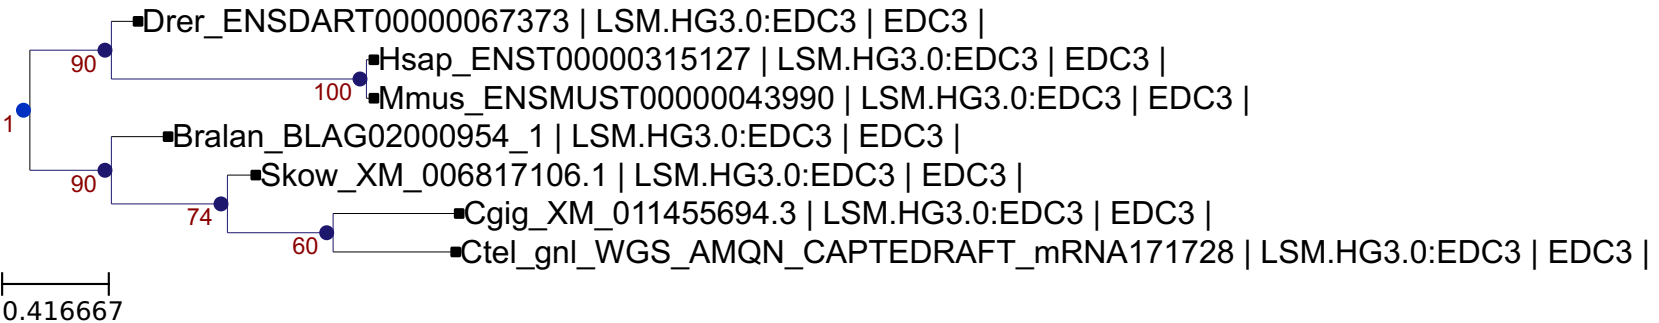 Drer_ENSDART00000067373 | LSM.HG3.0:EDC3 | EDC3 |
90
Hsap_ENST00000315127 | LSM.HG3.0:EDC3 | EDC3 |
100
Mmus_ENSMUST00000043990 | LSM.HG3.0:EDC3 | EDC3 |
1
Bralan_BLAG02000954_1 | LSM.HG3.0:EDC3 | EDC3 |
90
Skow_XM_006817106.1 | LSM.HG3.0:EDC3 | EDC3 |
74
Cgig_XM_011455694.3 | LSM.HG3.0:EDC3 | EDC3 |
60
Ctel_gnl_WGS_AMQN_CAPTEDRAFT_mRNA171728 | LSM.HG3.0:EDC3 | EDC3 |
0.416667